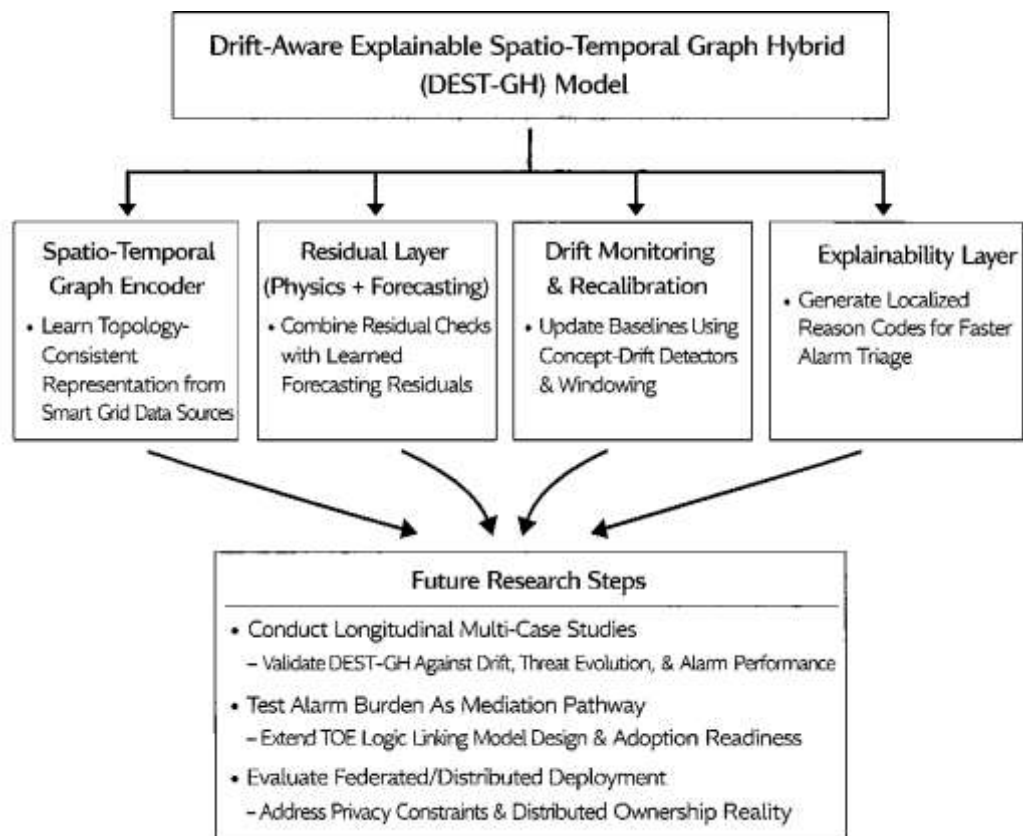 Drift-Aware Explainable Spatio-Temporal Graph Hybrid
(DEST-GH) Model
Spatio-Temporal
Graph Encoder
• Learn Topology-
Consistent
Representation from
Smart Grid Data Sources
Residual Layer
(Physics + Forecasting)
• Combine Residual Checks
with Learned
Forecasting Residuals
Drift Monitoring
& Recalibration
• Update Baselines Using
Concept-Drift Detectors
& Windowing
Explainability Layer
• Generate Localized
Reason Codes for Faster
Alarm Triage
Future Research Steps
• Conduct Longitudinal Multi-Case Studies
– Validate DEST-GH Against Drift, Threat Evolution, & Alarm Performance
• Test Alarm Burden As Mediation Pathway
– Extend TOE Logic Linking Model Design & Adoption Readiness
• Evaluate Federated/Distributed Deployment
– Address Privacy Constraints & Distributed Ownership Reality